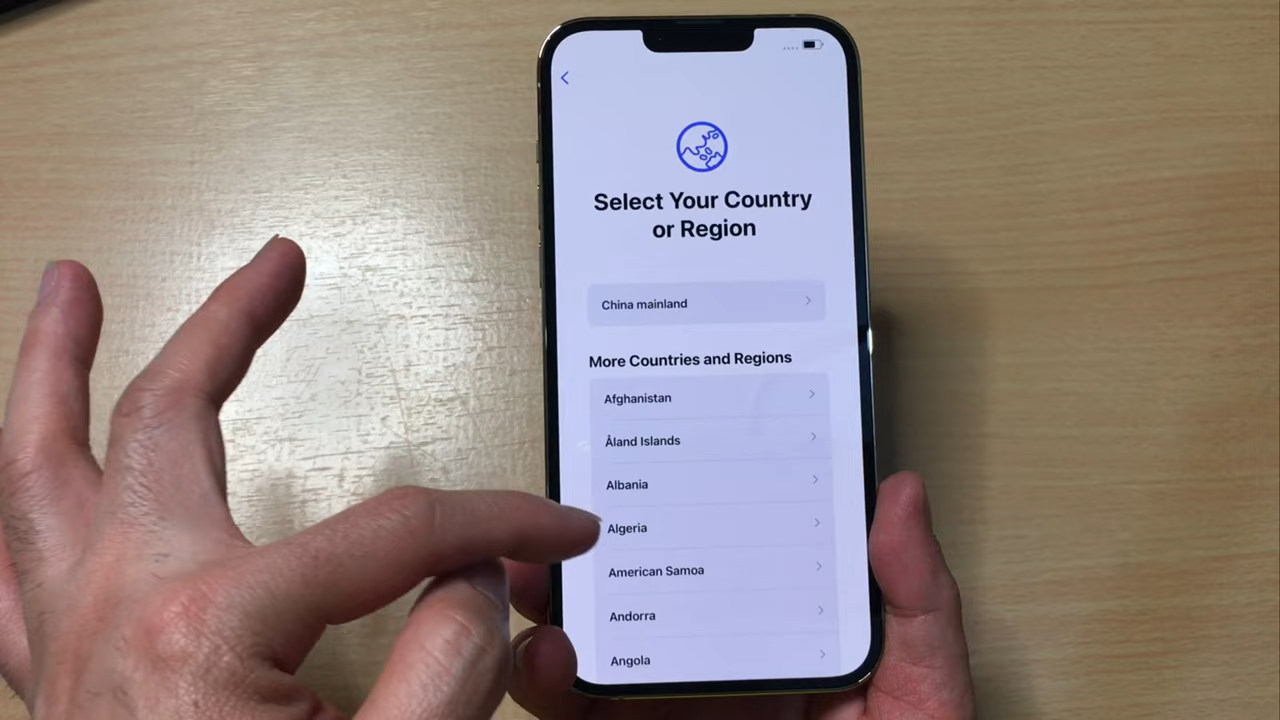 Select Your Country
or Region
China mainland
More Countries and Regions
Afghanistan
Åland Islands
Albania
Algeria
American Samoa
Andorra
Angola